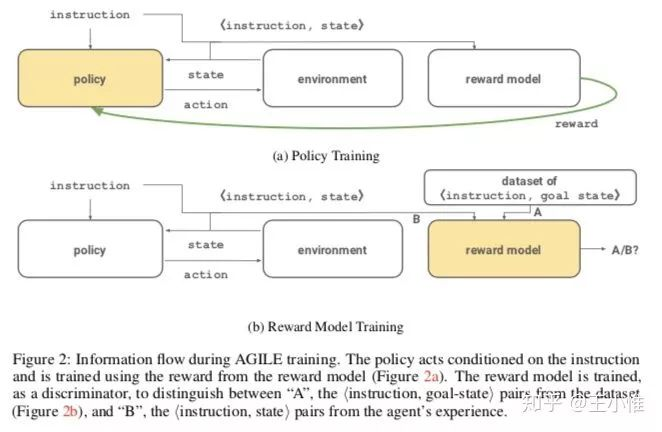 instruction
⟨instruction, state⟩
policy
state
action
environment
reward model
reward
(a) Policy Training
instruction
⟨instruction, state⟩
dataset of
⟨instruction, goal state⟩
B
A
policy
state
action
environment
reward model
A/B?
(b) Reward Model Training
Figure 2: Information flow during AGILE training. The policy acts conditioned on the instruction
and is trained using the reward from the reward model (Figure 2a). The reward model is trained,
as a discriminator, to distinguish between “A”, the ⟨instruction, goal-state⟩ pairs from the dataset
(Figure 2b), and “B”, the ⟨instruction, state⟩ pairs from the agent’s experience.
知乎 @王小惟